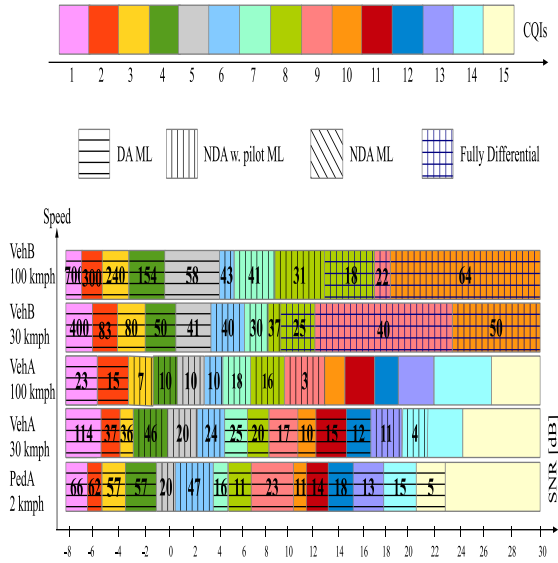 CQIs
1 2 3 4 5 6 7 8 9 10 11 12 13 14 15
DA ML NDA w. pilot ML NDA ML Fully Differential
Speed
VehB
100 kmph
700 300 240 154 58 43 41 31 18 22 64
VehB
30 kmph
400 83 80 50 41 40 30 37 25 40 50
VehA
100 kmph
23 15 7 10 10 10 18 16 3
VehA
30 kmph
114 37 36 46 20 24 25 20 17 10 15 12 11 4
PedA
2 kmph
66 62 57 57 20 47 16 11 23 11 14 18 13 15 5
SNR [dB]
-8 -6 -4 -2 0 2 4 6 8 10 12 14 16 18 20 22 24 26 28 30